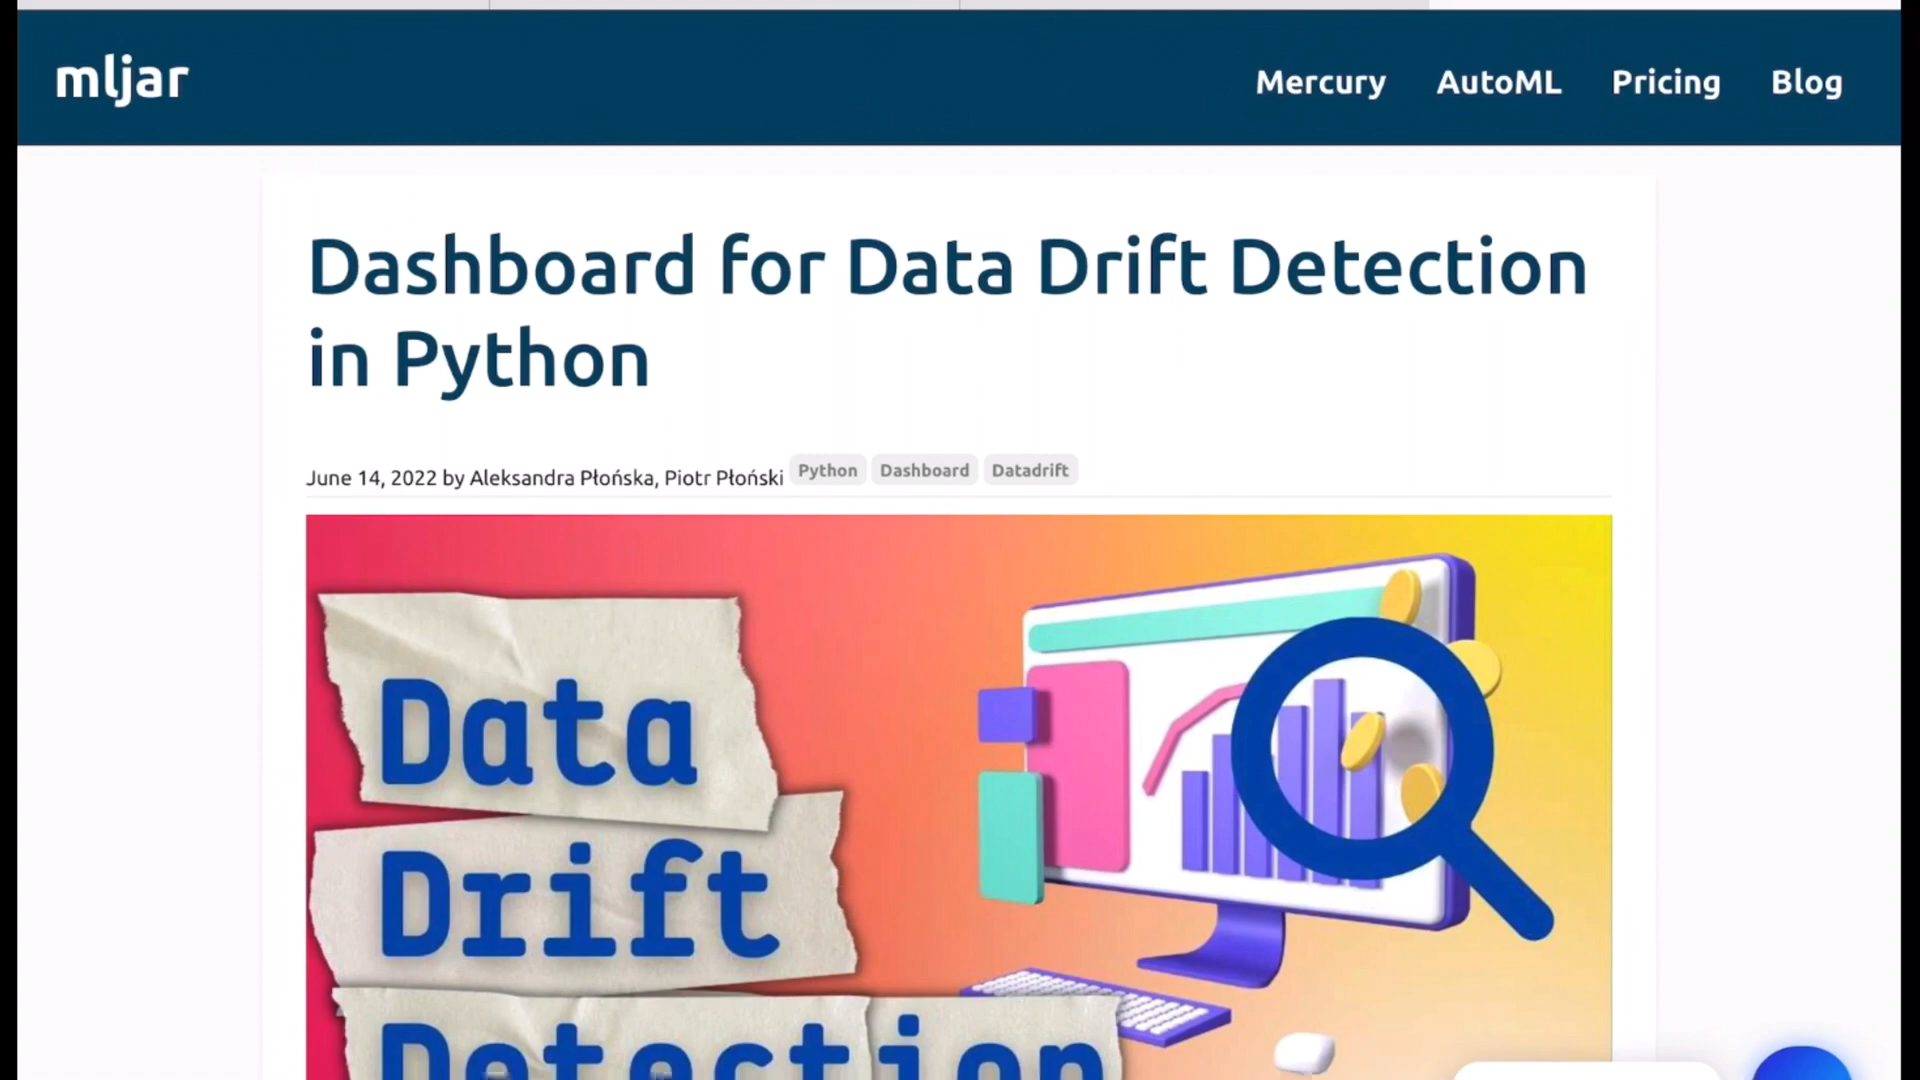 mljar
Mercury AutoML Pricing Blog
Dashboard for Data Drift Detection
in Python
June 14, 2022 by Aleksandra Płońska, Piotr Płoński Python Dashboard Datadrift
Data
Drift
Detection